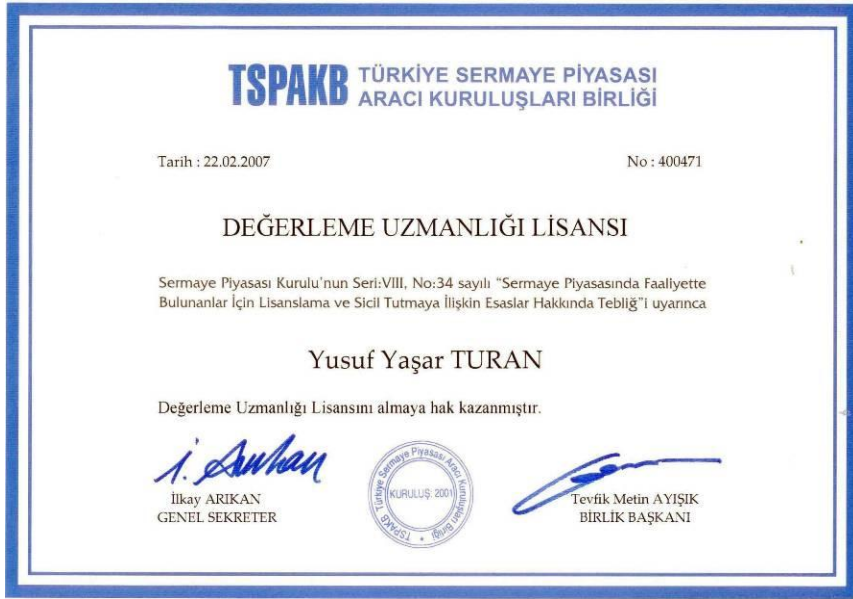 TSPAKB TÜRKİYE SERMAYE PİYASASI
ARACI KURULUŞLARI BİRLİĞİ
Tarih : 22.02.2007
No : 400471
DEĞERLEME UZMANLIĞI LİSANSI
Sermaye Piyasası Kurulu'nun Seri:VIII, No:34 sayılı "Sermaye Piyasasında Faaliyette
Bulunanlar İçin Lisanslama ve Sicil Tutmaya İlişkin Esaslar Hakkında Tebliğ"i uyarınca
Yusuf Yaşar TURAN
Değerleme Uzmanlığı Lisansını almaya hak kazanmıştır.
İlkay ARIKAN
GENEL SEKRETER
Türkiye Sermaye Piyasası Aracı Kuruluşları Birliği
KURULUŞ: 2001
TSPAKB
Tevfik Metin AYIŞIK
BİRLİK BAŞKANI